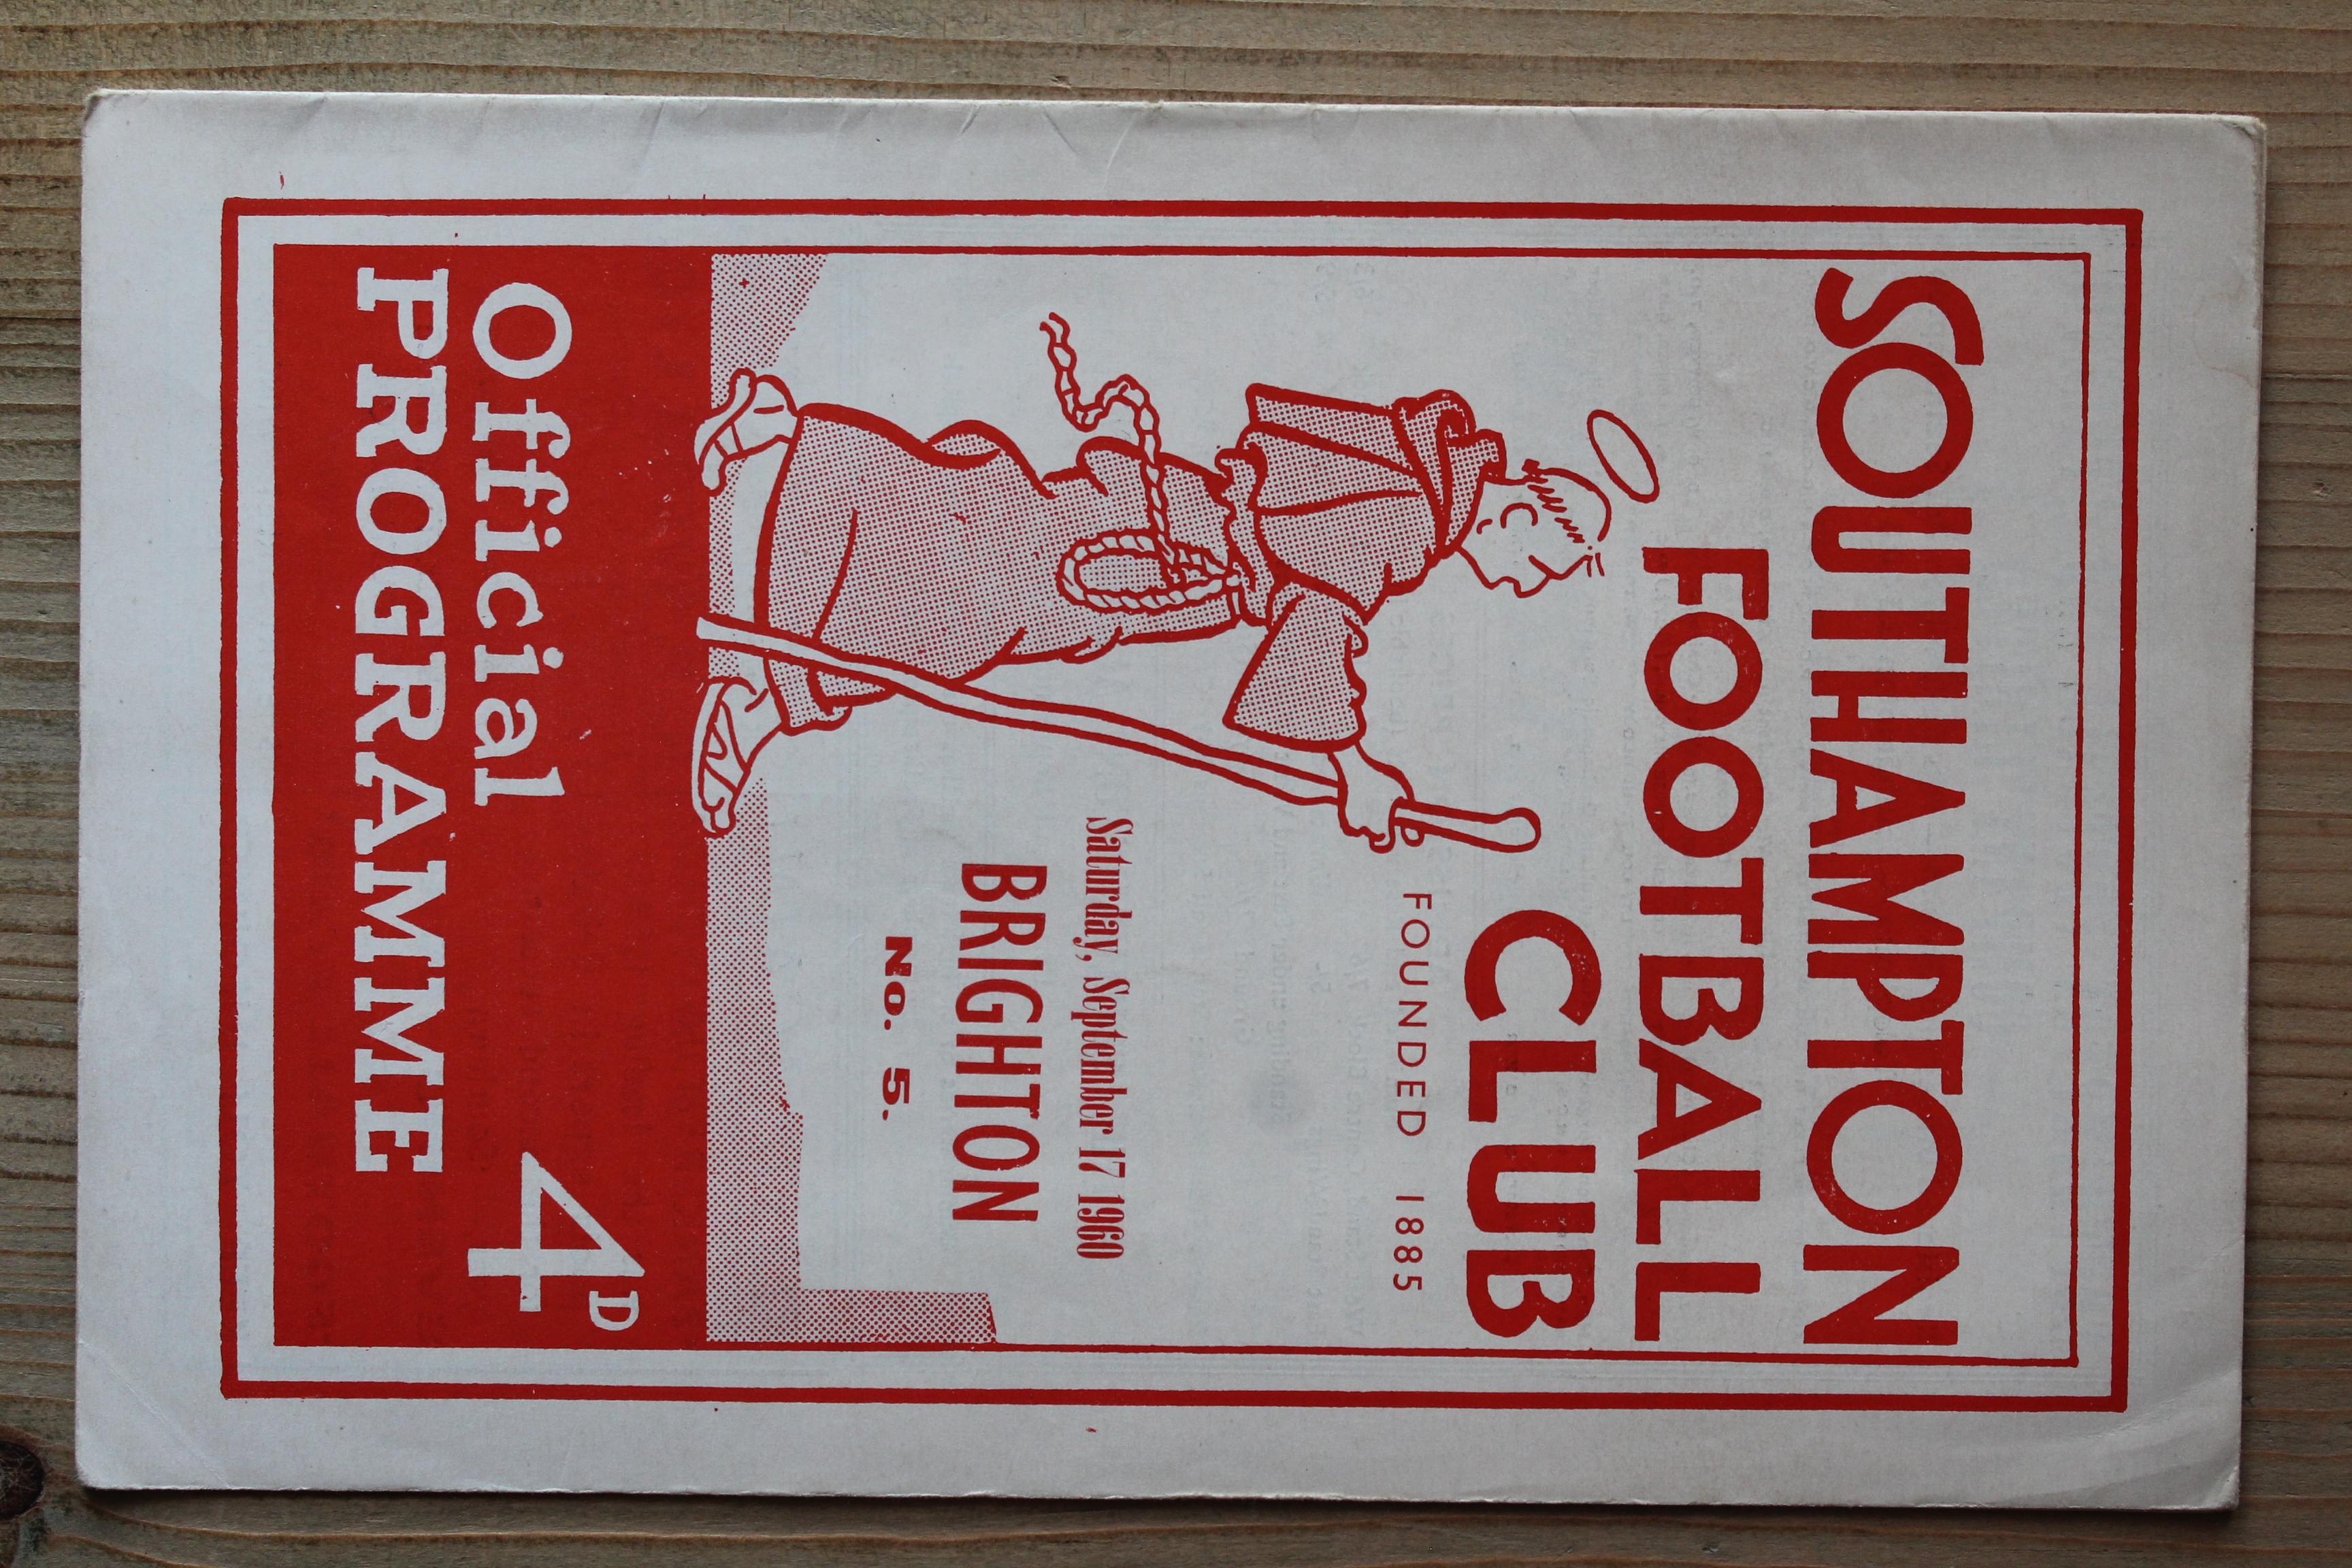 SOUTHAMPTON
FOOTBALL
CLUB
FOUNDED 1885
Saturday, September 17 1960
BRIGHTON
No. 5.
Official
PROGRAMME
4D